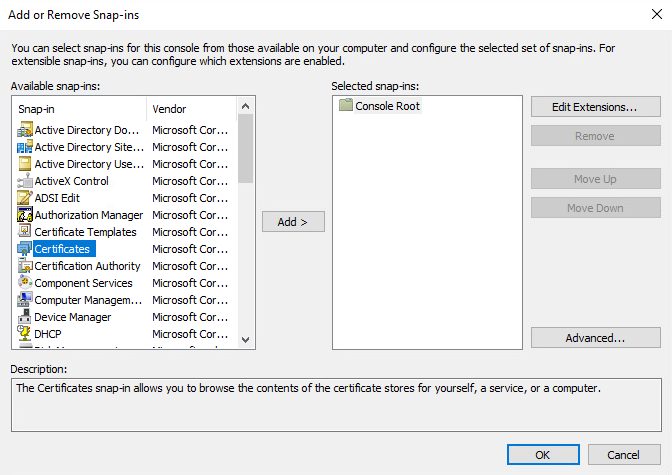 Add or Remove Snap-ins
You can select snap-ins for this console from those available on your computer and configure the selected set of snap-ins. For
extensible snap-ins, you can configure which extensions are enabled.
Available snap-ins:
Selected snap-ins:
Snap-in Vendor
Active Directory Do... Microsoft Cor...
Active Directory Site... Microsoft Cor...
Active Directory Use... Microsoft Cor...
ActiveX Control Microsoft Cor...
ADSI Edit Microsoft Cor...
Authorization Manager Microsoft Cor...
Certificate Templates Microsoft Cor...
Certificates Microsoft Cor...
Certification Authority Microsoft Cor...
Component Services Microsoft Cor...
Computer Managem... Microsoft Cor...
Device Manager Microsoft Cor...
DHCP Microsoft Cor...
Add >
Console Root
Edit Extensions...
Remove
Move Up
Move Down
Advanced...
Description:
The Certificates snap-in allows you to browse the contents of the certificate stores for yourself, a service, or a computer.
OK
Cancel